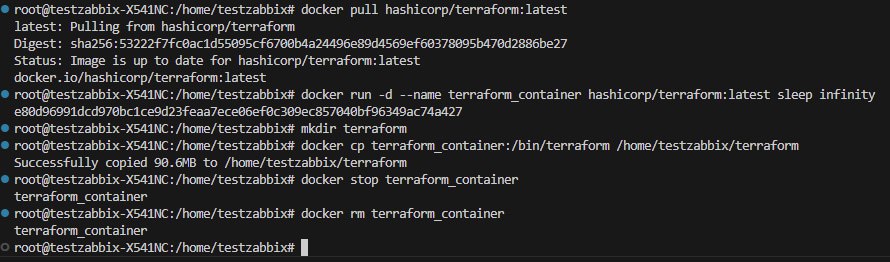 root@testzabbix-X541NC:/home/testzabbix# docker pull hashicorp/terraform:latest
latest: Pulling from hashicorp/terraform
Digest: sha256:53222f7fc0ac1d55095cf6700b4a24496e89d4569ef60378095b470d2886be27
Status: Image is up to date for hashicorp/terraform:latest
docker.io/hashicorp/terraform:latest
root@testzabbix-X541NC:/home/testzabbix# docker run -d --name terraform_container hashicorp/terraform:latest sleep infinity
e80d96991dcd970bc1ce9d23feaa7ece06ef0c309ec857040bf96349ac74a427
root@testzabbix-X541NC:/home/testzabbix# mkdir terraform
root@testzabbix-X541NC:/home/testzabbix# docker cp terraform_container:/bin/terraform /home/testzabbix/terraform
Successfully copied 90.6MB to /home/testzabbix/terraform
root@testzabbix-X541NC:/home/testzabbix# docker stop terraform_container
terraform_container
root@testzabbix-X541NC:/home/testzabbix# docker rm terraform_container
terraform_container
root@testzabbix-X541NC:/home/testzabbix#